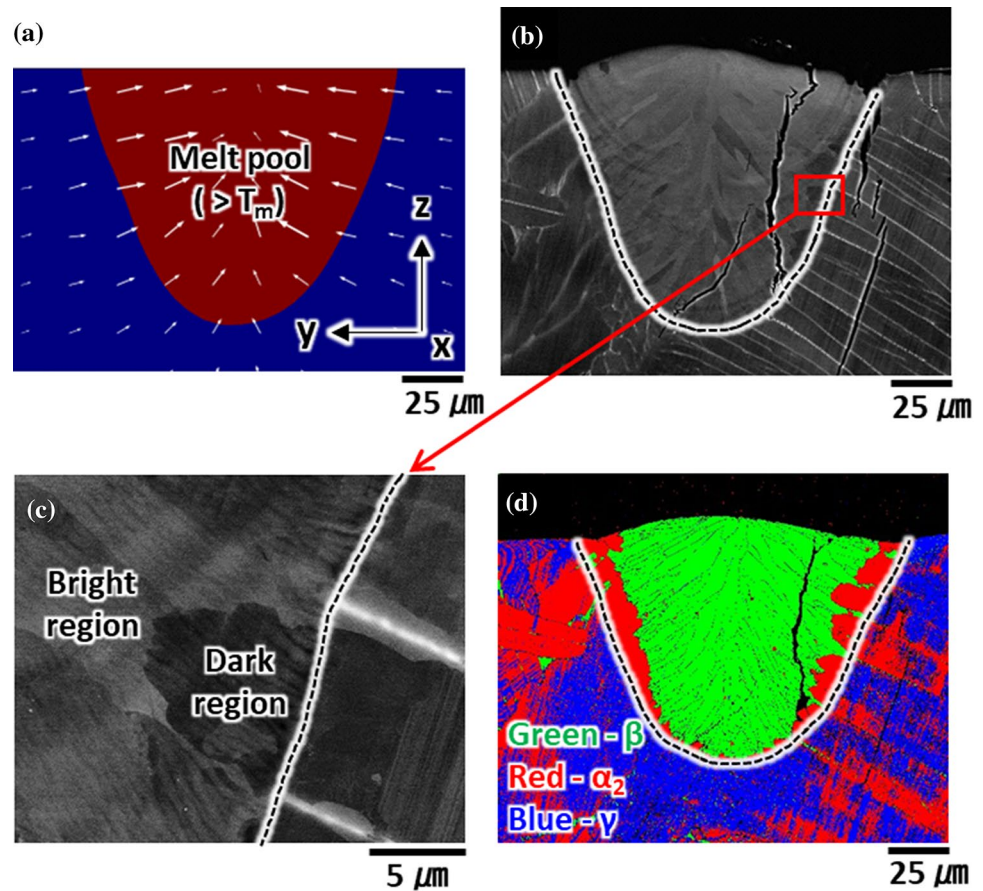 (a)
Melt pool
( > Tₘ)
z
y
x
25 ㎛
(b)
25 ㎛
(c)
Bright
region
Dark
region
5 ㎛
(d)
Green - β
Red - α₂
Blue - γ
25 ㎛